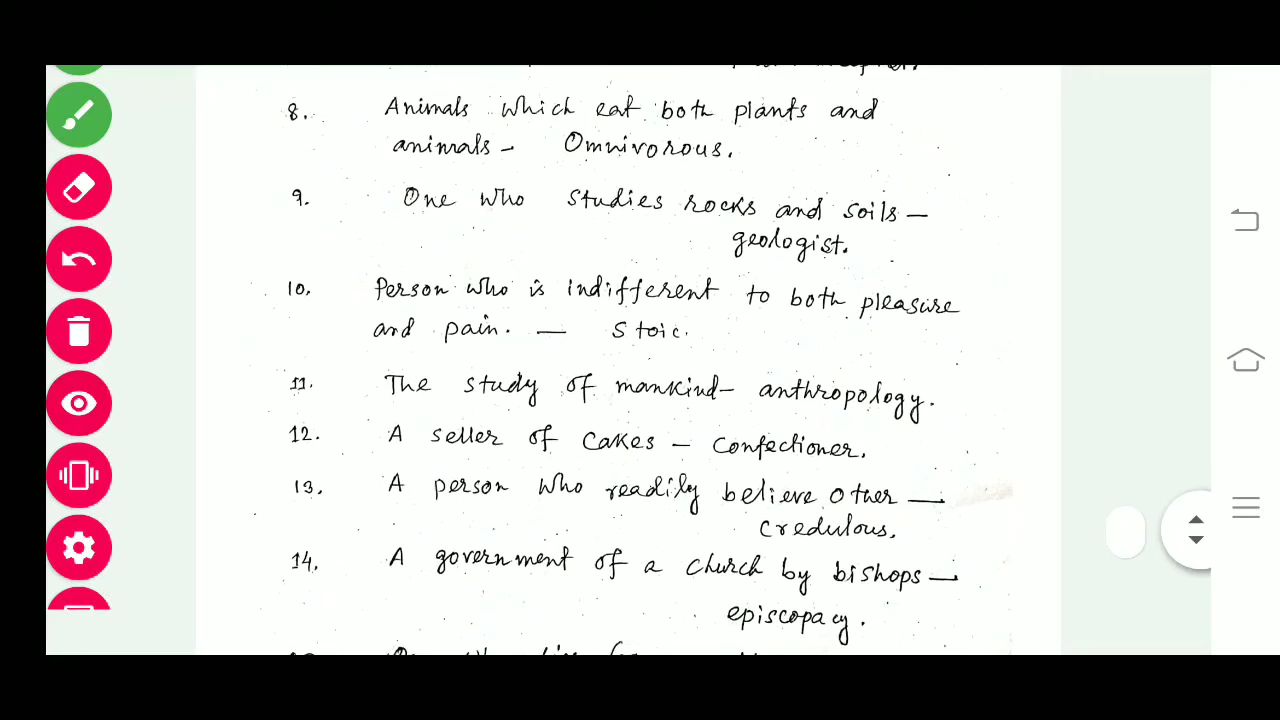 8. Animals which eat both plants and
animals - Omnivorous.
9. One who studies rocks and soils —
geologist.
10. Person who is indifferent to both pleasure
and pain. — Stoic.
11. The study of mankind - anthropology.
12. A seller of cakes - confectioner.
13. A person who readily believe other —
credulous.
14. A government of a church by bishops —
episcopacy.